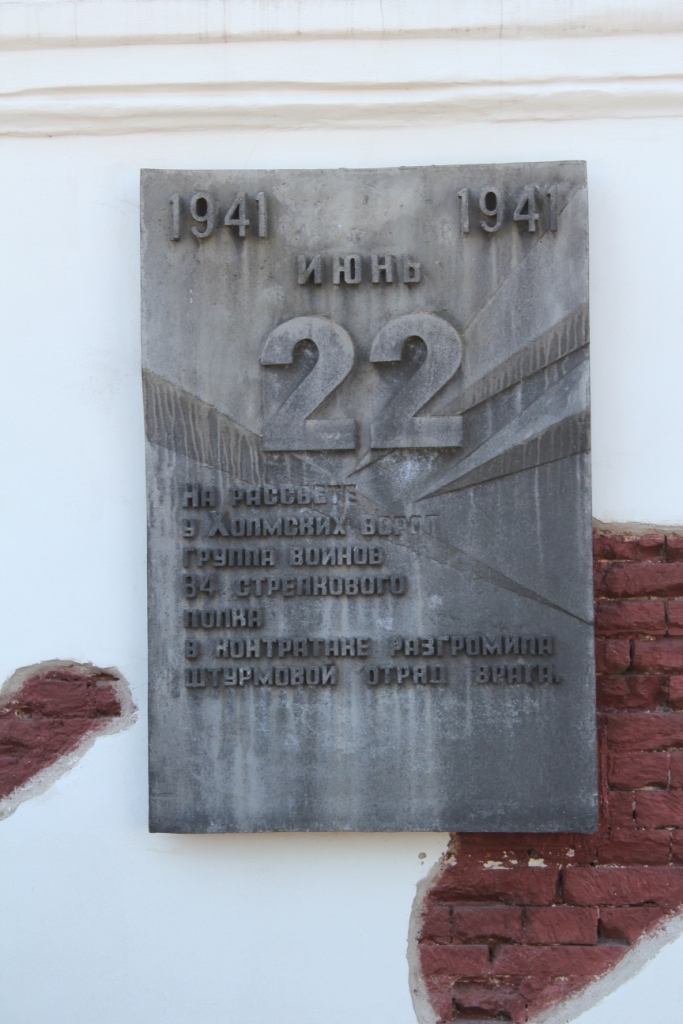 1941 1941
ИЮНЬ
22
НА РАССВЕТЕ
У ХОЛМСКИХ ВОРОТ
ГРУППА ВОИНОВ
84 СТРЕЛКОВОГО
ПОЛКА
В КОНТРАТАКЕ РАЗГРОМИЛА
ШТУРМОВОЙ ОТРЯД ВРАГА.